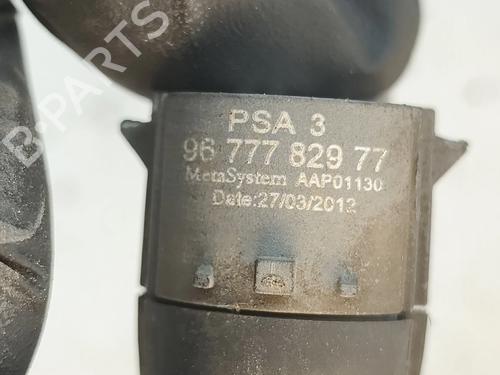 PSA 3
96 777 829 77
MetaSystem AAP01130
Date:27/03/2012
B-PARTS